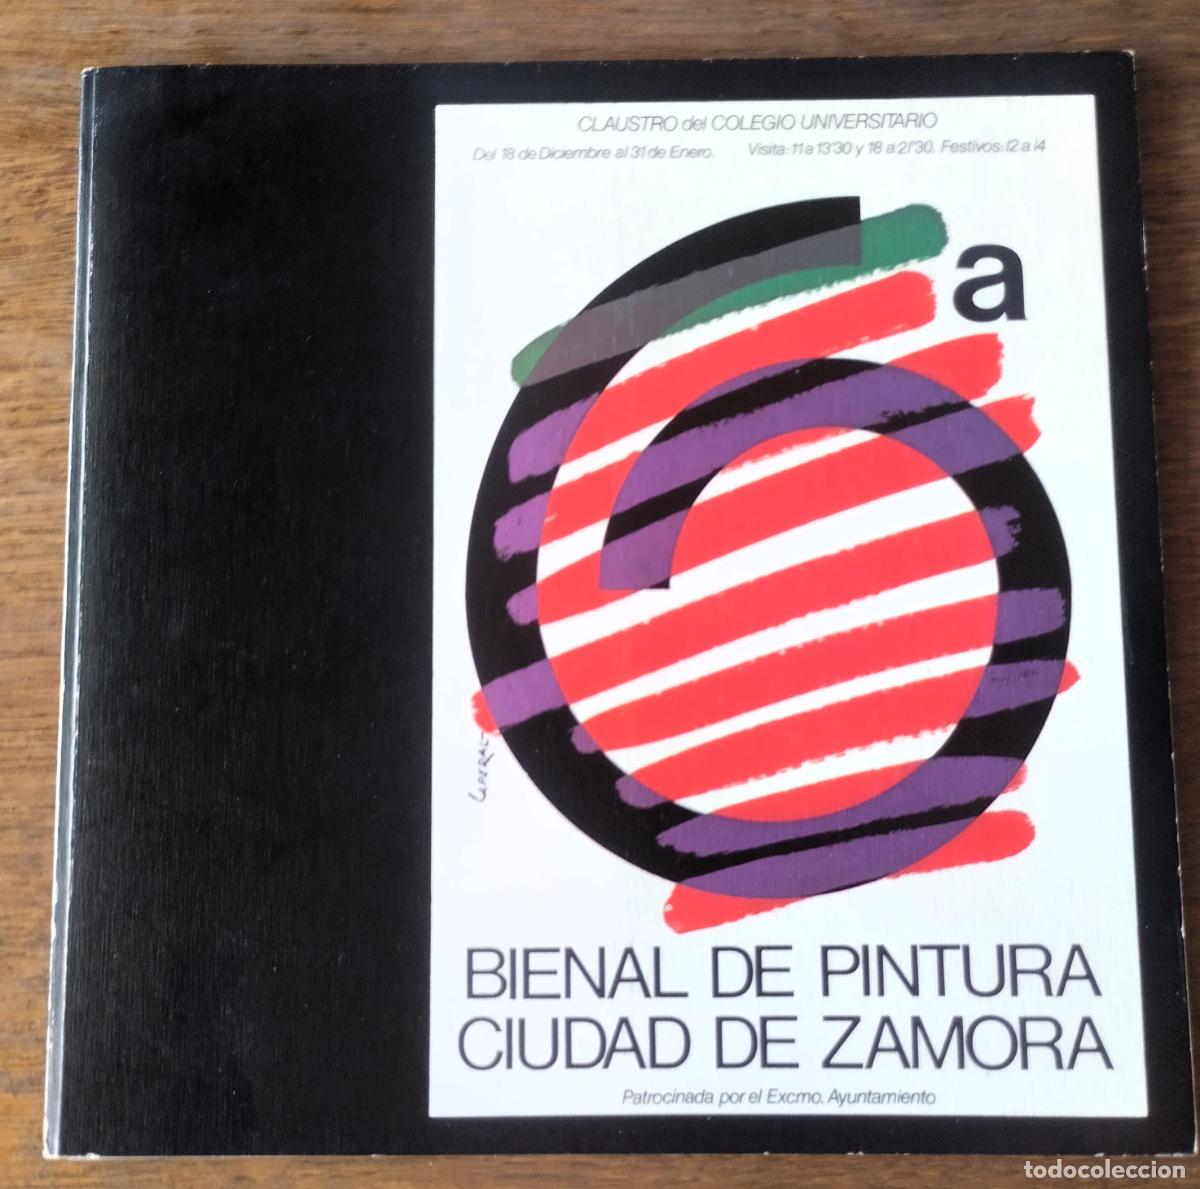 CLAUSTRO del COLEGIO UNIVERSITARIO
Del 18 de Diciembre al 31 de Enero. Visita: 11 a 13'30 y 18 a 21'30. Festivos: 12 a 14
6a
LAPERAL
BIENAL DE PINTURA
CIUDAD DE ZAMORA
Patrocinada por el Excmo. Ayuntamiento
todocoleccion